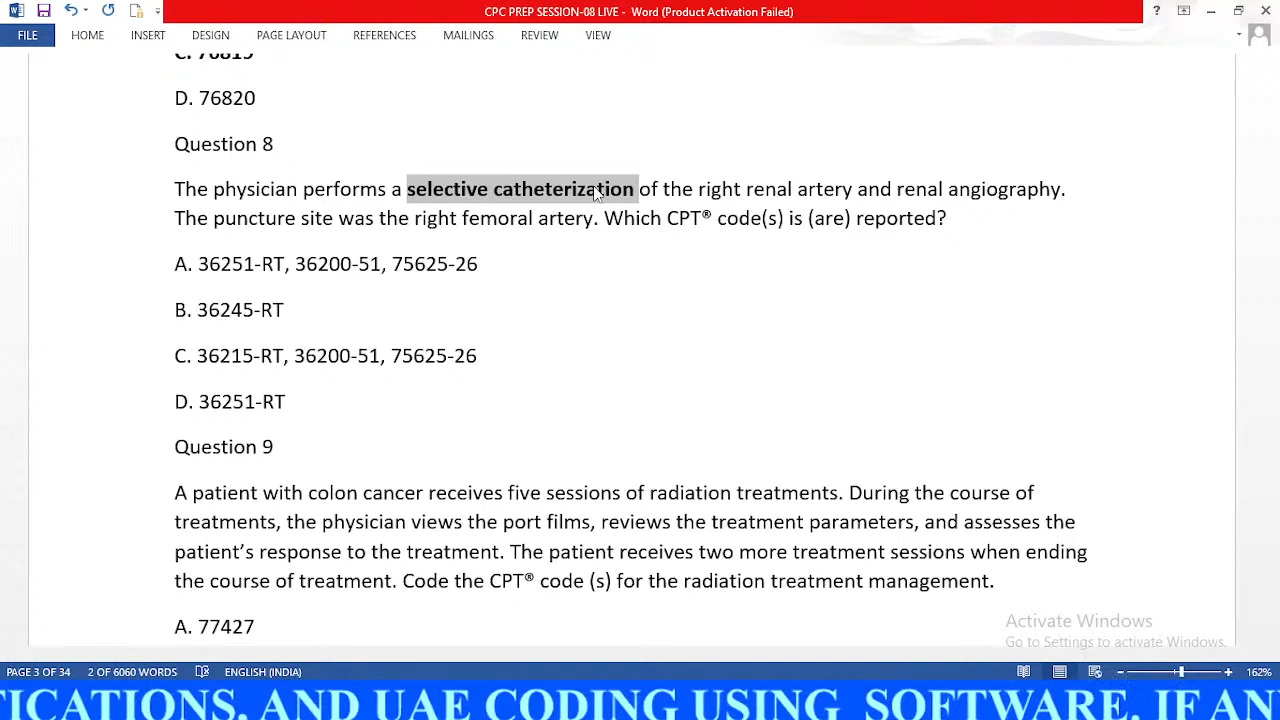 CPC PREP SESSION-08 LIVE - Word (Product Activation Failed)
FILE HOME INSERT DESIGN PAGE LAYOUT REFERENCES MAILINGS REVIEW VIEW
C. 76819
D. 76820
Question 8
The physician performs a selective catheterization of the right renal artery and renal angiography.
The puncture site was the right femoral artery. Which CPT® code(s) is (are) reported?
A. 36251-RT, 36200-51, 75625-26
B. 36245-RT
C. 36215-RT, 36200-51, 75625-26
D. 36251-RT
Question 9
A patient with colon cancer receives five sessions of radiation treatments. During the course of
treatments, the physician views the port films, reviews the treatment parameters, and assesses the
patient’s response to the treatment. The patient receives two more treatment sessions when ending
the course of treatment. Code the CPT® code (s) for the radiation treatment management.
A. 77427
Activate Windows
Go to Settings to activate Windows.
PAGE 3 OF 34 2 OF 6060 WORDS ENGLISH (INDIA) 162%
FICATIONS, AND UAE CODING USING SOFTWARE. IF AN